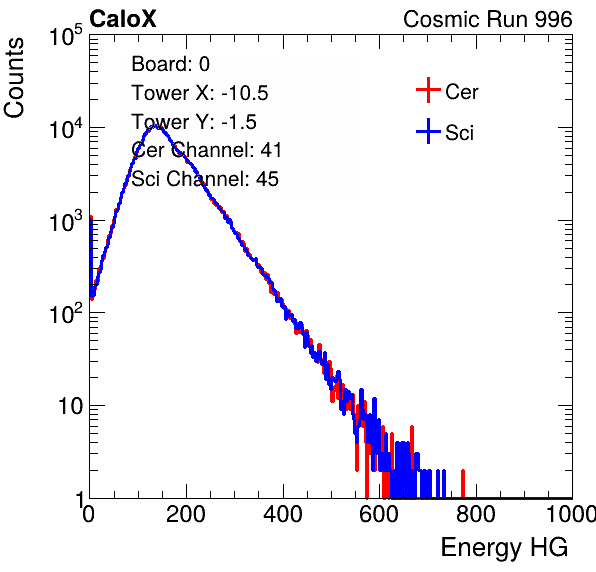 CaloX Cosmic Run 996
Counts
Board: 0
Tower X: -10.5
Tower Y: -1.5
Cer Channel: 41
Sci Channel: 45
Cer
Sci
10^5
10^4
10^3
10^2
10
1
0 200 400 600 800 1000
Energy HG